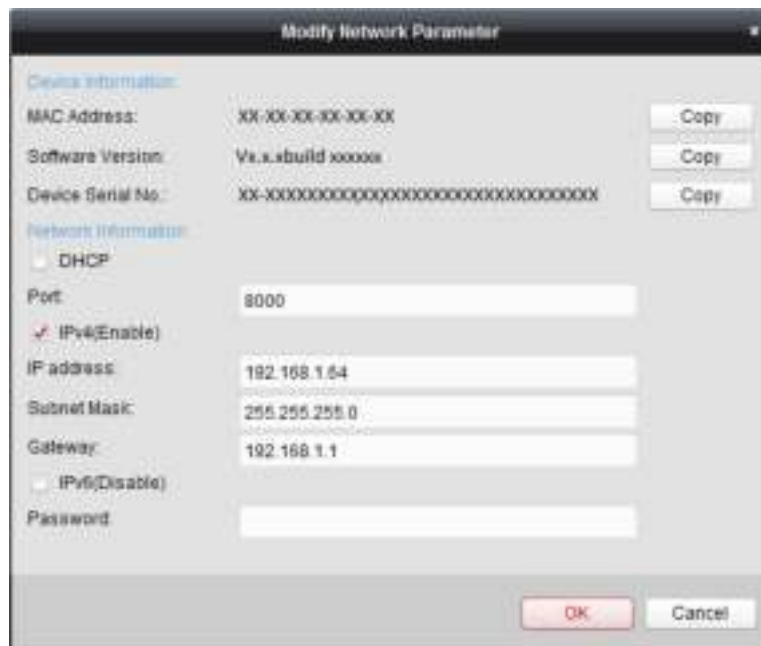 Modify Network Parameter
Device Information:
MAC Address: XX-XX-XX-XX-XX-XX Copy
Software Version: Vx.x.xbuild xxxxxx Copy
Device Serial No.: Copy
Network Information:
DHCP
Port: 8000
IPv4(Enable)
IP address: 192.168.1.64
Subnet Mask: 255.255.255.0
Gateway: 192.168.1.1
IPv6(Disable)
Password:
OK Cancel